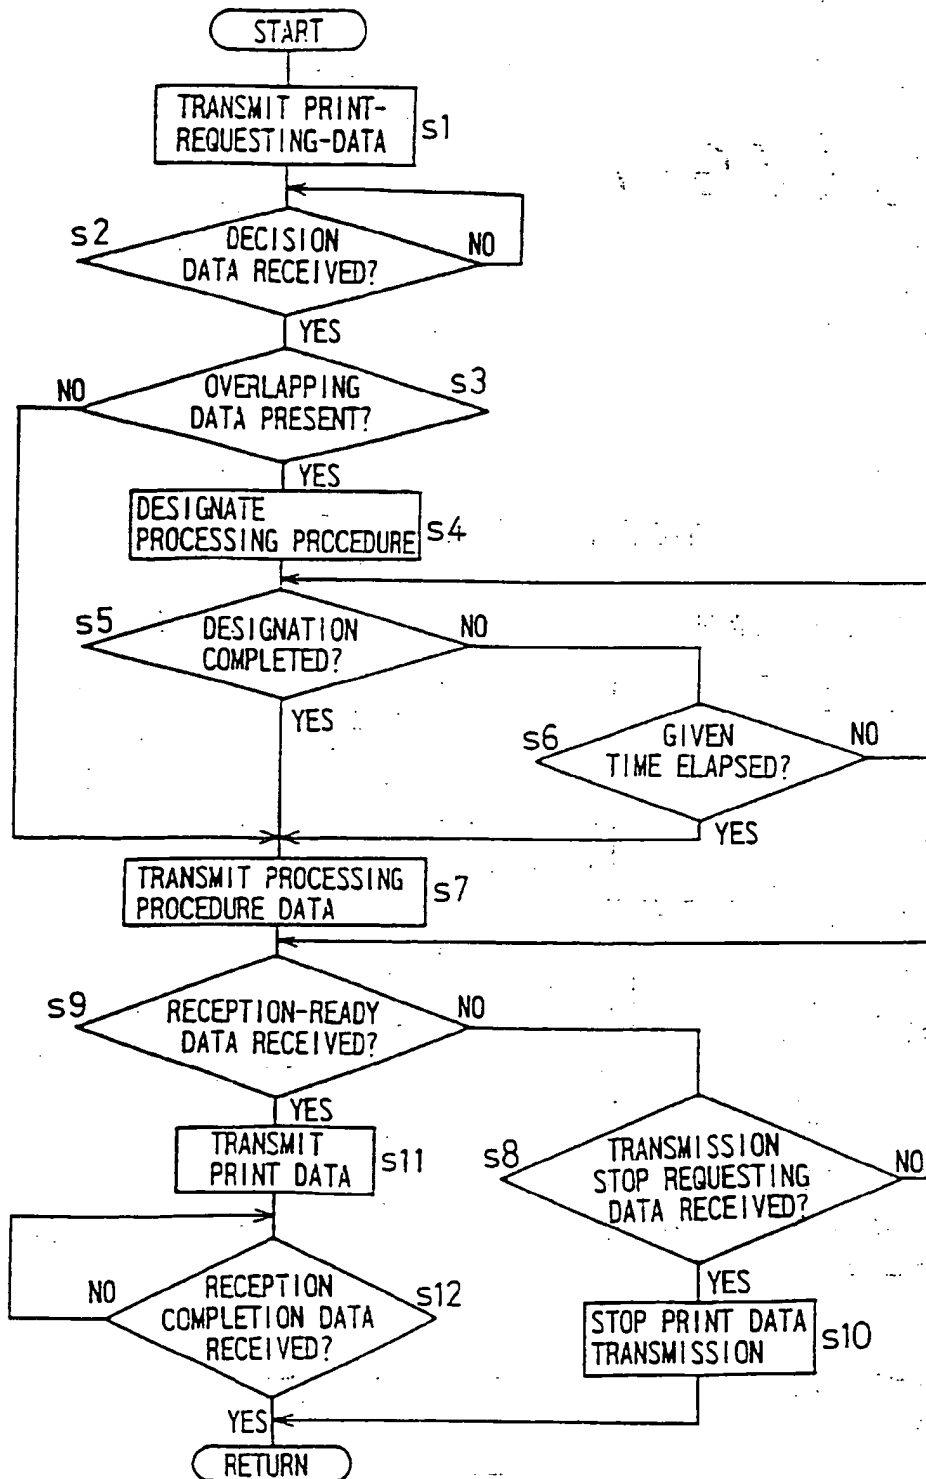 START
TRANSMIT PRINT-
REQUESTING-DATA
s1
s2
DECISION
DATA RECEIVED?
NO
YES
NO
OVERLAPPING
DATA PRESENT?
s3
YES
DESIGNATE
PROCESSING PRCCEDURE
s4
s5
DESIGNATION
COMPLETED?
NO
YES
s6
GIVEN
TIME ELAPSED?
NO
YES
TRANSMIT PROCESSING
PROCEDURE DATA
s7
s9
RECEPTION-READY
DATA RECEIVED?
NO
YES
TRANSMIT
PRINT DATA
s11
s8
TRANSMISSION
STOP REQUESTING
DATA RECEIVED?
NO
YES
NO
RECEPTION
COMPLETION DATA
RECEIVED?
s12
STOP PRINT DATA
TRANSMISSION
s10
YES
RETURN